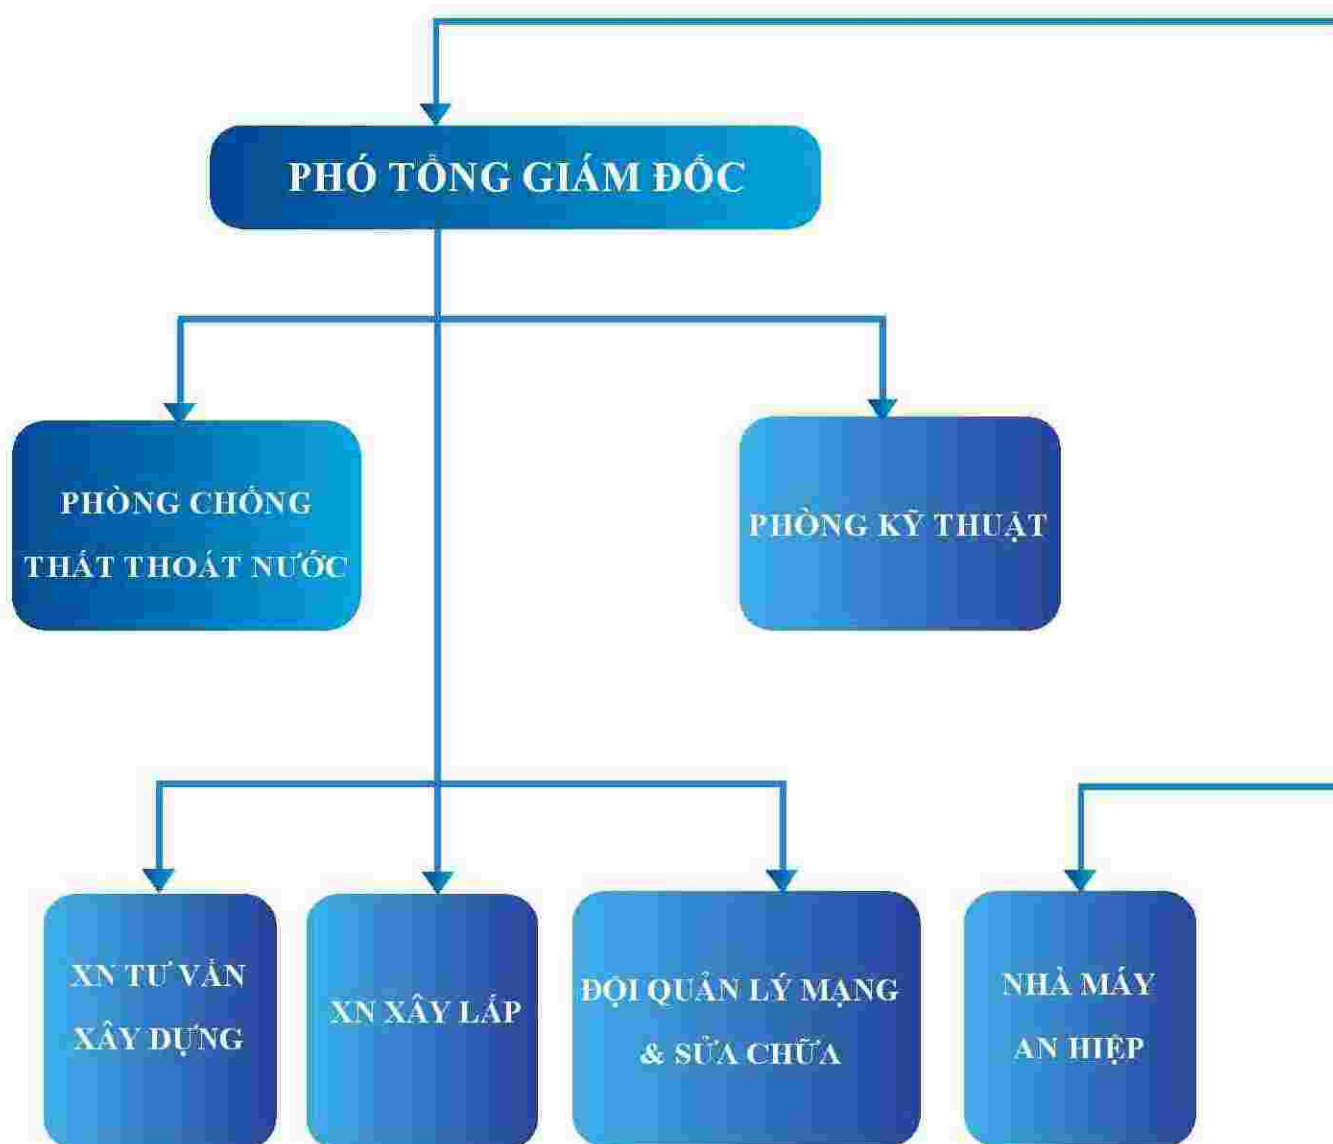 PHÓ TỔNG GIÁM ĐỐC
PHÒNG CHỐNG
THẤT THOÁT NƯỚC
PHÒNG KỸ THUẬT
XN TƯ VẤN
XÂY DỰNG
XN XÂY LẮP
ĐỘI QUẢN LÝ MẠNG
& SỬA CHỮA
NHÀ MÁY
AN HIỆP